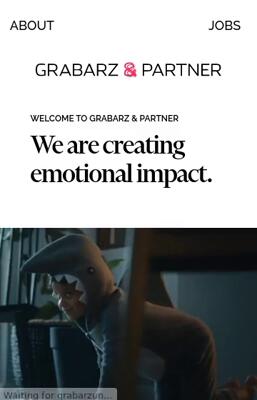 ABOUT JOBS
GRABARZ & PARTNER
WELCOME TO GRABARZ & PARTNER
We are creating
emotional impact.
Waiting for grabarzun...